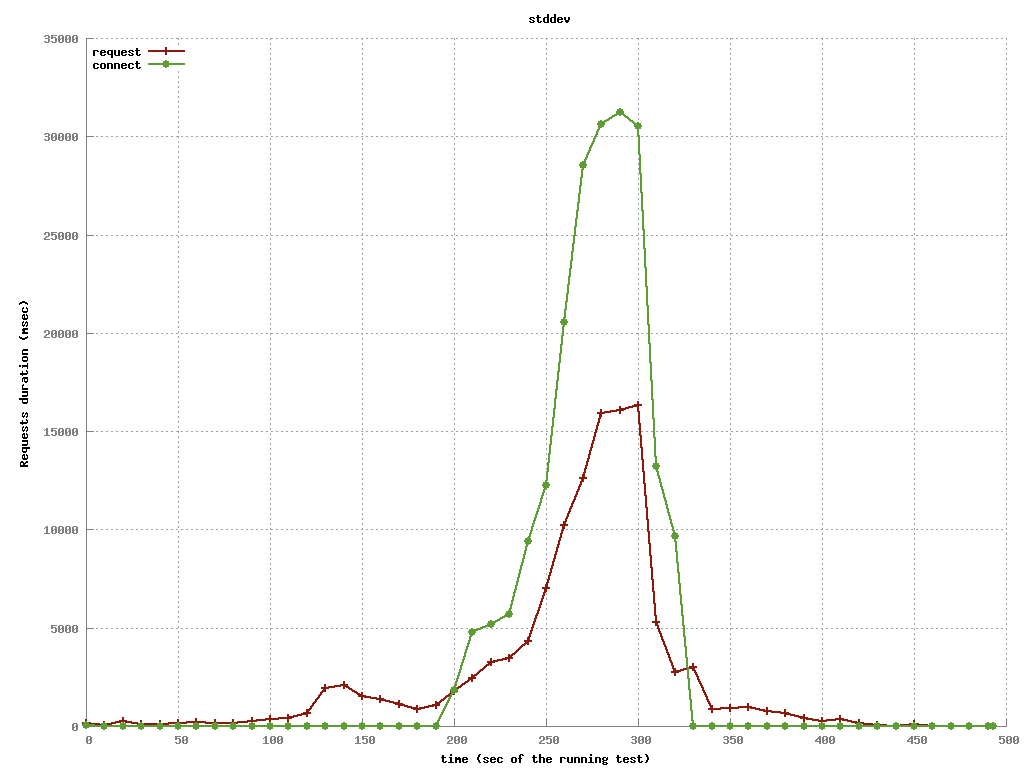 stddev
request
connect
35000
30000
25000
20000
15000
10000
5000
0
Requests duration (msec)
0 50 100 150 200 250 300 350 400 450 500
time (sec of the running test)